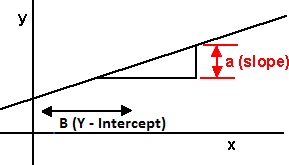 y
a (slope)
B (Y - Intercept)
x